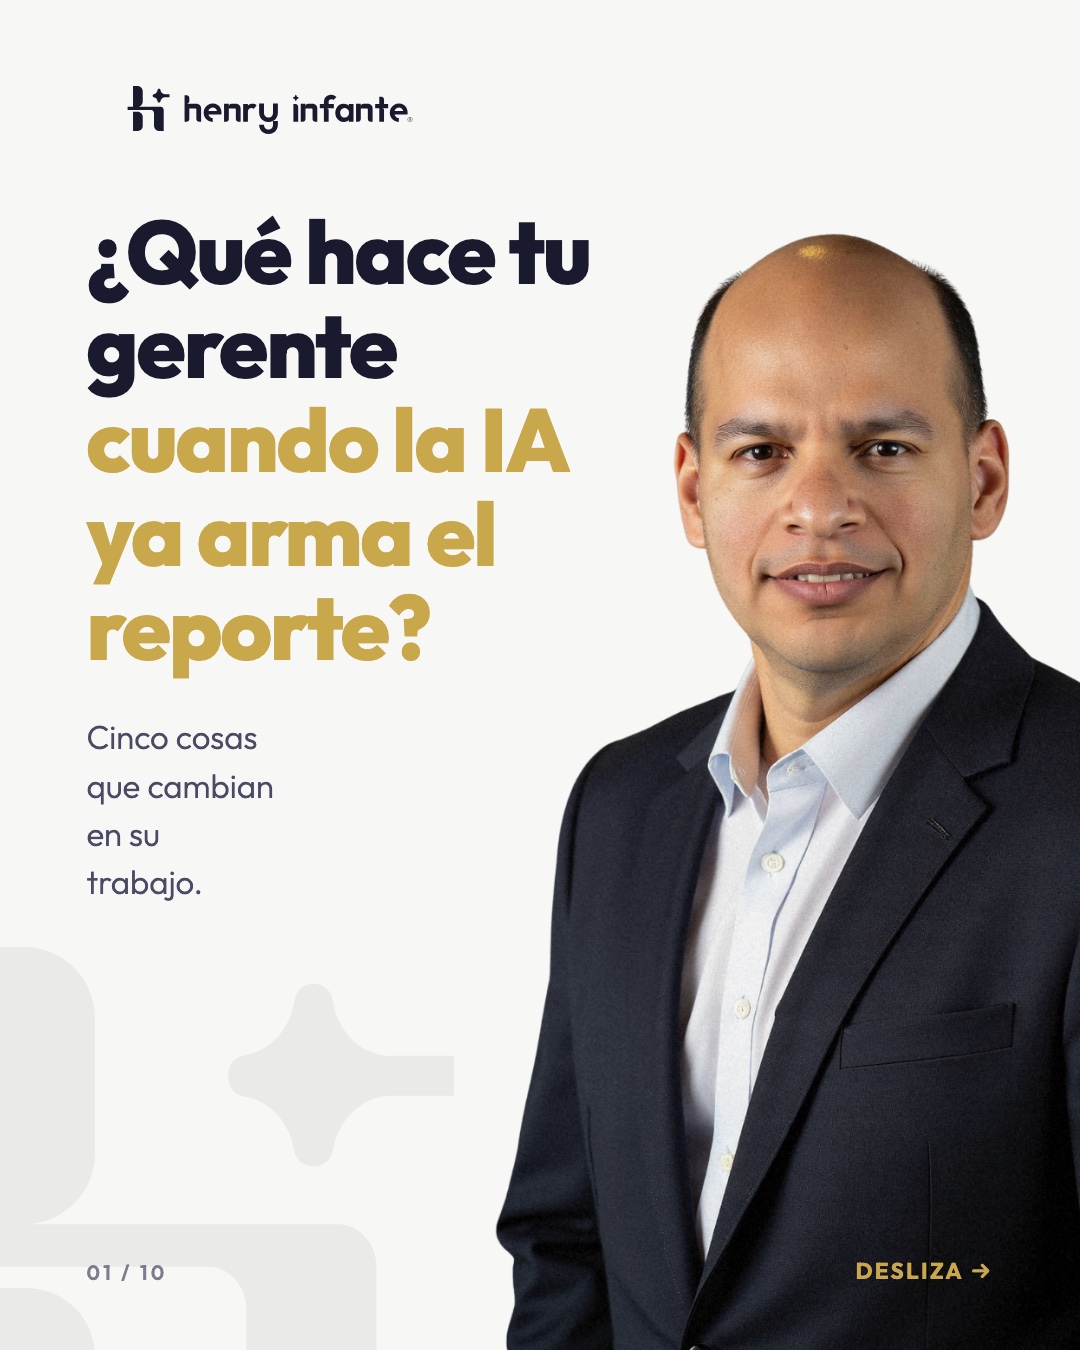 henry infante®
¿Qué hace tu
gerente
cuando la IA
ya arma el
reporte?
Cinco cosas
que cambian
en su
trabajo.
01 / 10
DESLIZA →